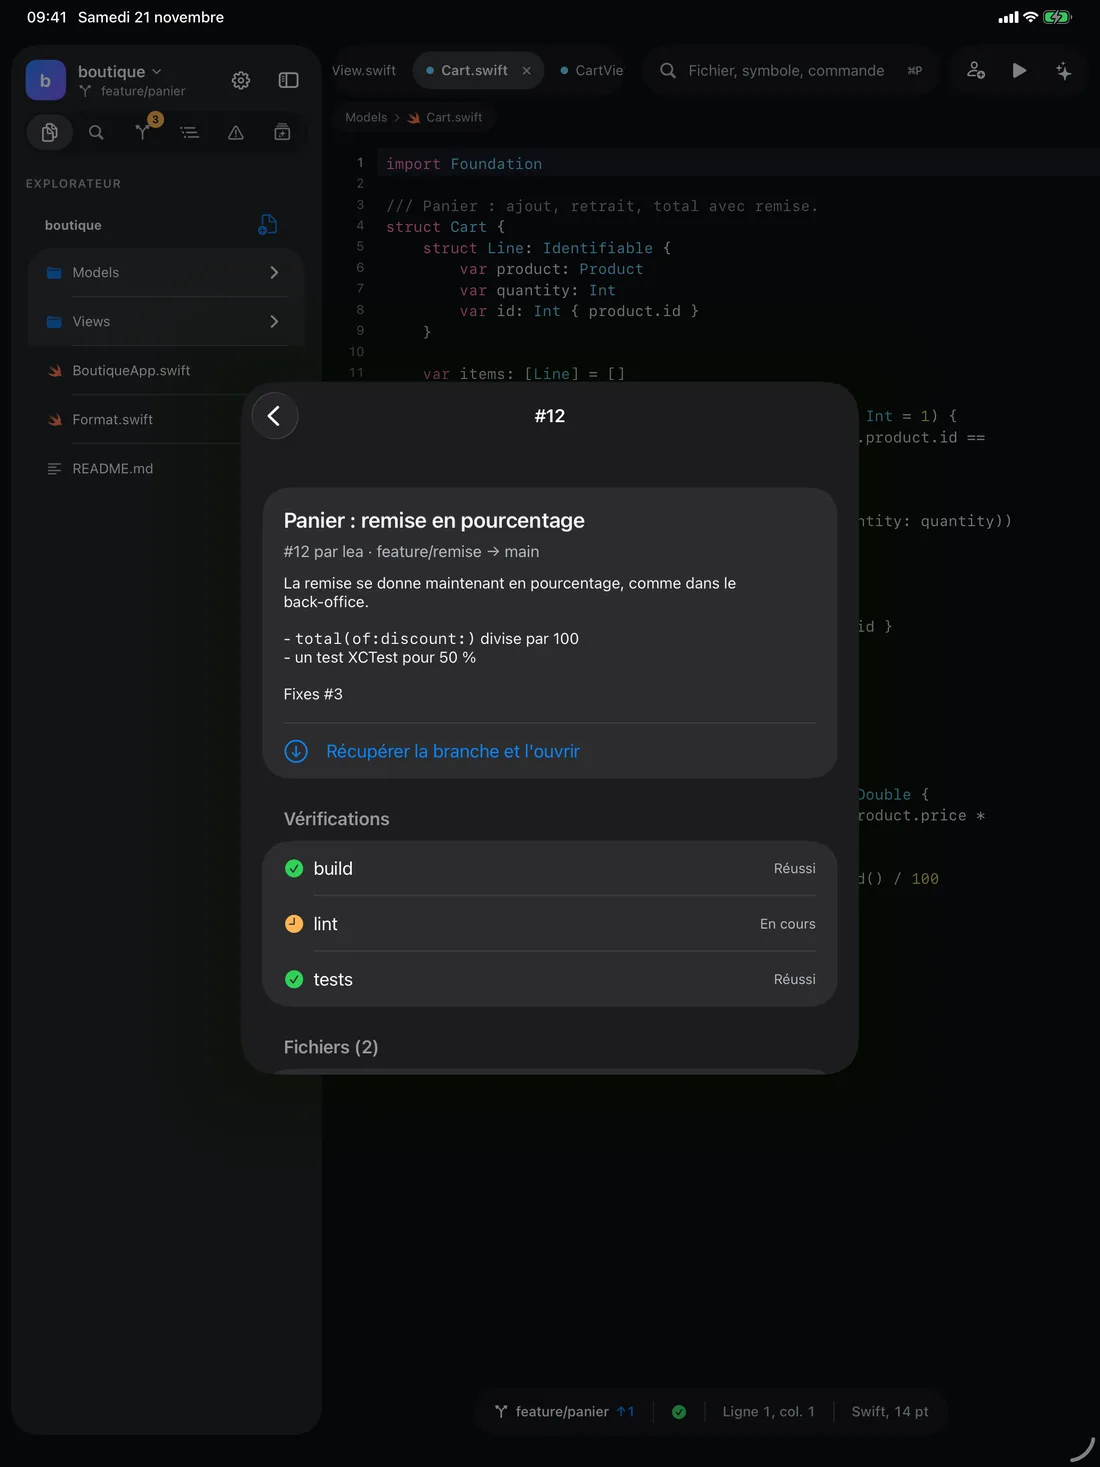 09:41 Samedi 21 novembre
b
boutique
feature/panier
3
EXPLORATEUR
boutique
Models
Views
BoutiqueApp.swift
Format.swift
README.md
View.swift
Cart.swift
CartVie
Fichier, symbole, commande ⌘P
Models > Cart.swift
1 import Foundation
2
3 /// Panier : ajout, retrait, total avec remise.
4 struct Cart {
5 struct Line: Identifiable {
6 var product: Product
7 var quantity: Int
8 var id: Int { product.id }
9 }
10
11 var items: [Line] = []
Int = 1) {
.product.id ==
ntity: quantity))
id }
Double {
roduct.price *
d() / 100
#12
Panier : remise en pourcentage
#12 par lea · feature/remise → main
La remise se donne maintenant en pourcentage, comme dans le
back-office.
- total(of:discount:) divise par 100
- un test XCTest pour 50 %
Fixes #3
Récupérer la branche et l'ouvrir
Vérifications
build Réussi
lint En cours
tests Réussi
Fichiers (2)
feature/panier ↑1
Ligne 1, col. 1
Swift, 14 pt